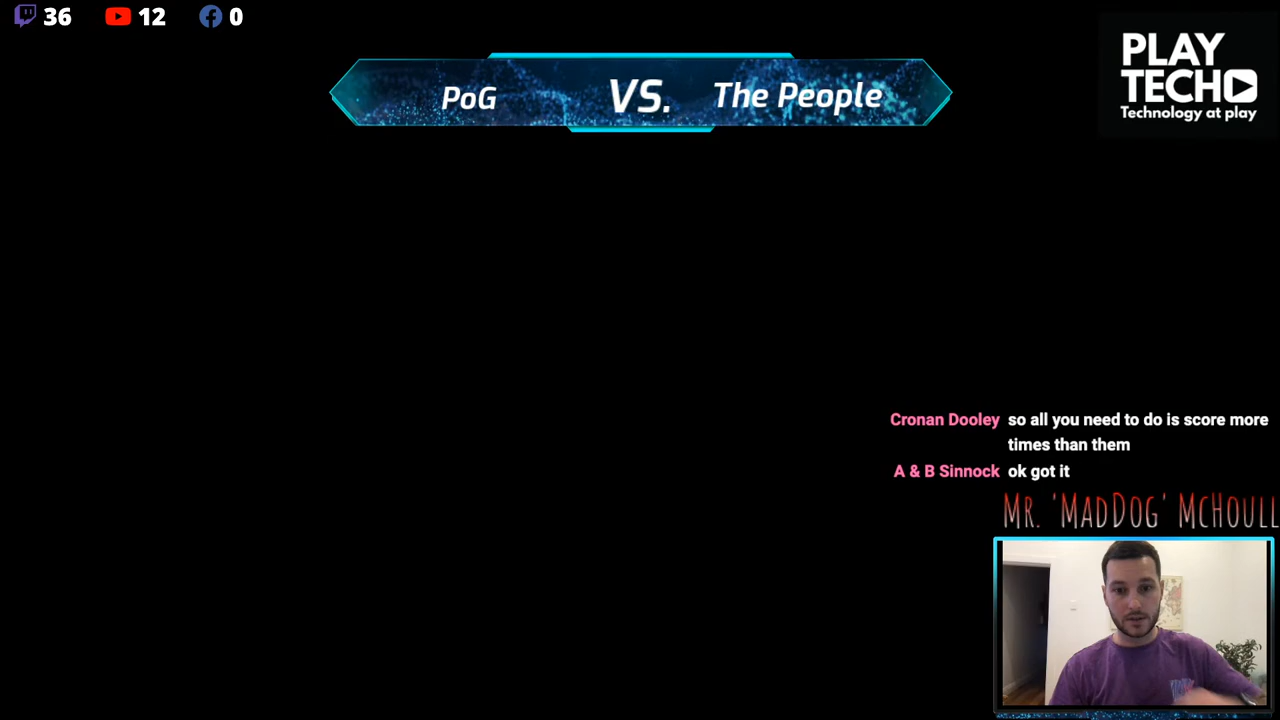 36 12 0
PoG VS. The People
PLAY
TECH
Technology at play
Cronan Dooley so all you need to do is score more
times than them
A & B Sinnock ok got it
Mr. 'MadDog' McHoull